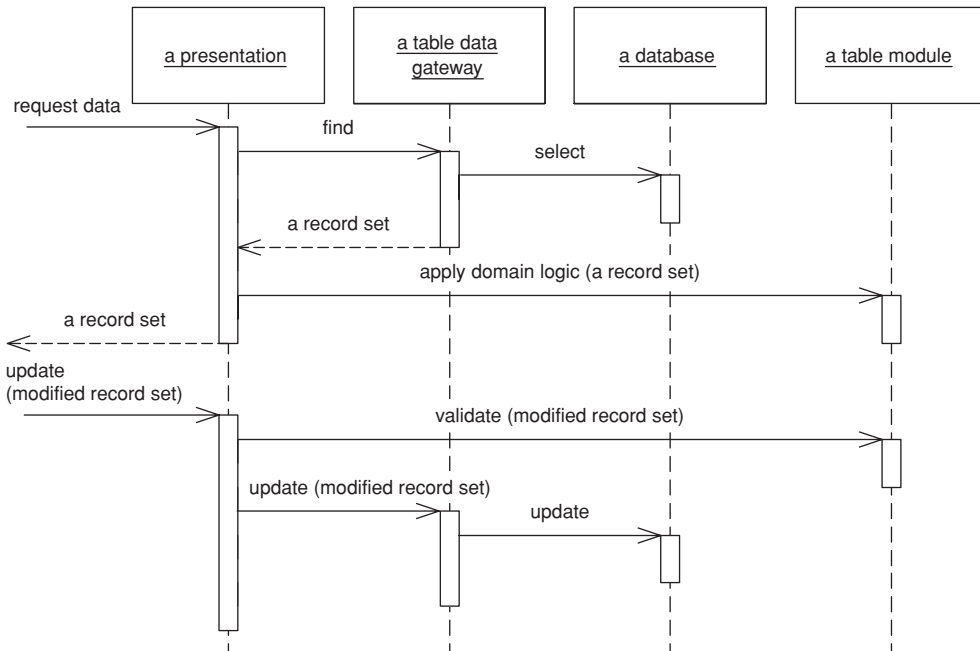 a presentation
a table data
gateway
a database
a table module
request data
find
select
a record set
apply domain logic (a record set)
a record set
update
(modified record set)
validate (modified record set)
update (modified record set)
update